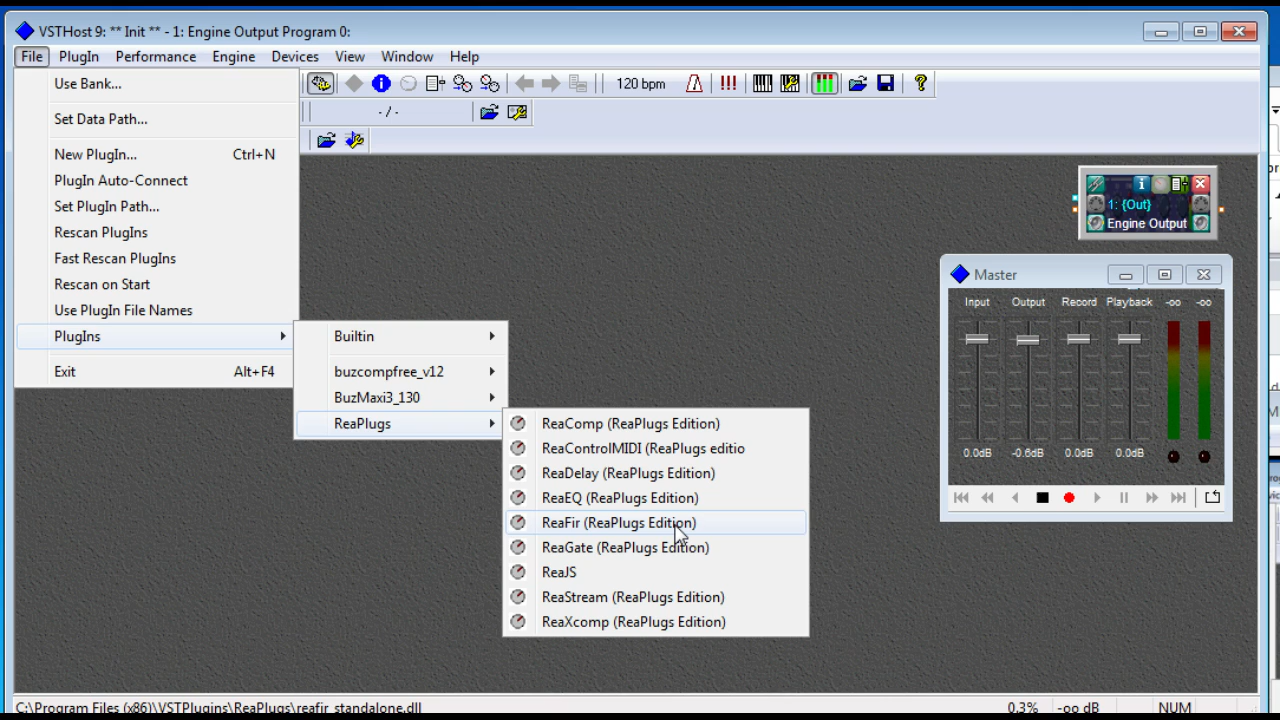 VSTHost 9: ** Init ** - 1: Engine Output Program 0:
File PlugIn Performance Engine Devices View Window Help
Use Bank...
120 bpm
Set Data Path...
- / -
New PlugIn... Ctrl+N
PlugIn Auto-Connect
Set PlugIn Path...
Rescan PlugIns
Fast Rescan PlugIns
Rescan on Start
Use PlugIn File Names
PlugIns
Exit Alt+F4
Builtin
buzcompfree_v12
BuzMaxi3_130
ReaPlugs
ReaComp (ReaPlugs Edition)
ReaControlMIDI (ReaPlugs editio
ReaDelay (ReaPlugs Edition)
ReaEQ (ReaPlugs Edition)
ReaFir (ReaPlugs Edition)
ReaGate (ReaPlugs Edition)
ReaJS
ReaStream (ReaPlugs Edition)
ReaXcomp (ReaPlugs Edition)
1: {Out}
Engine Output
Master
Input Output Record Playback -oo -oo
0.0dB -0.6dB 0.0dB 0.0dB
C:\Program Files (x86)\VSTPlugins\ReaPlugs\reafir_standalone.dll 0.3% -oo dB NUM